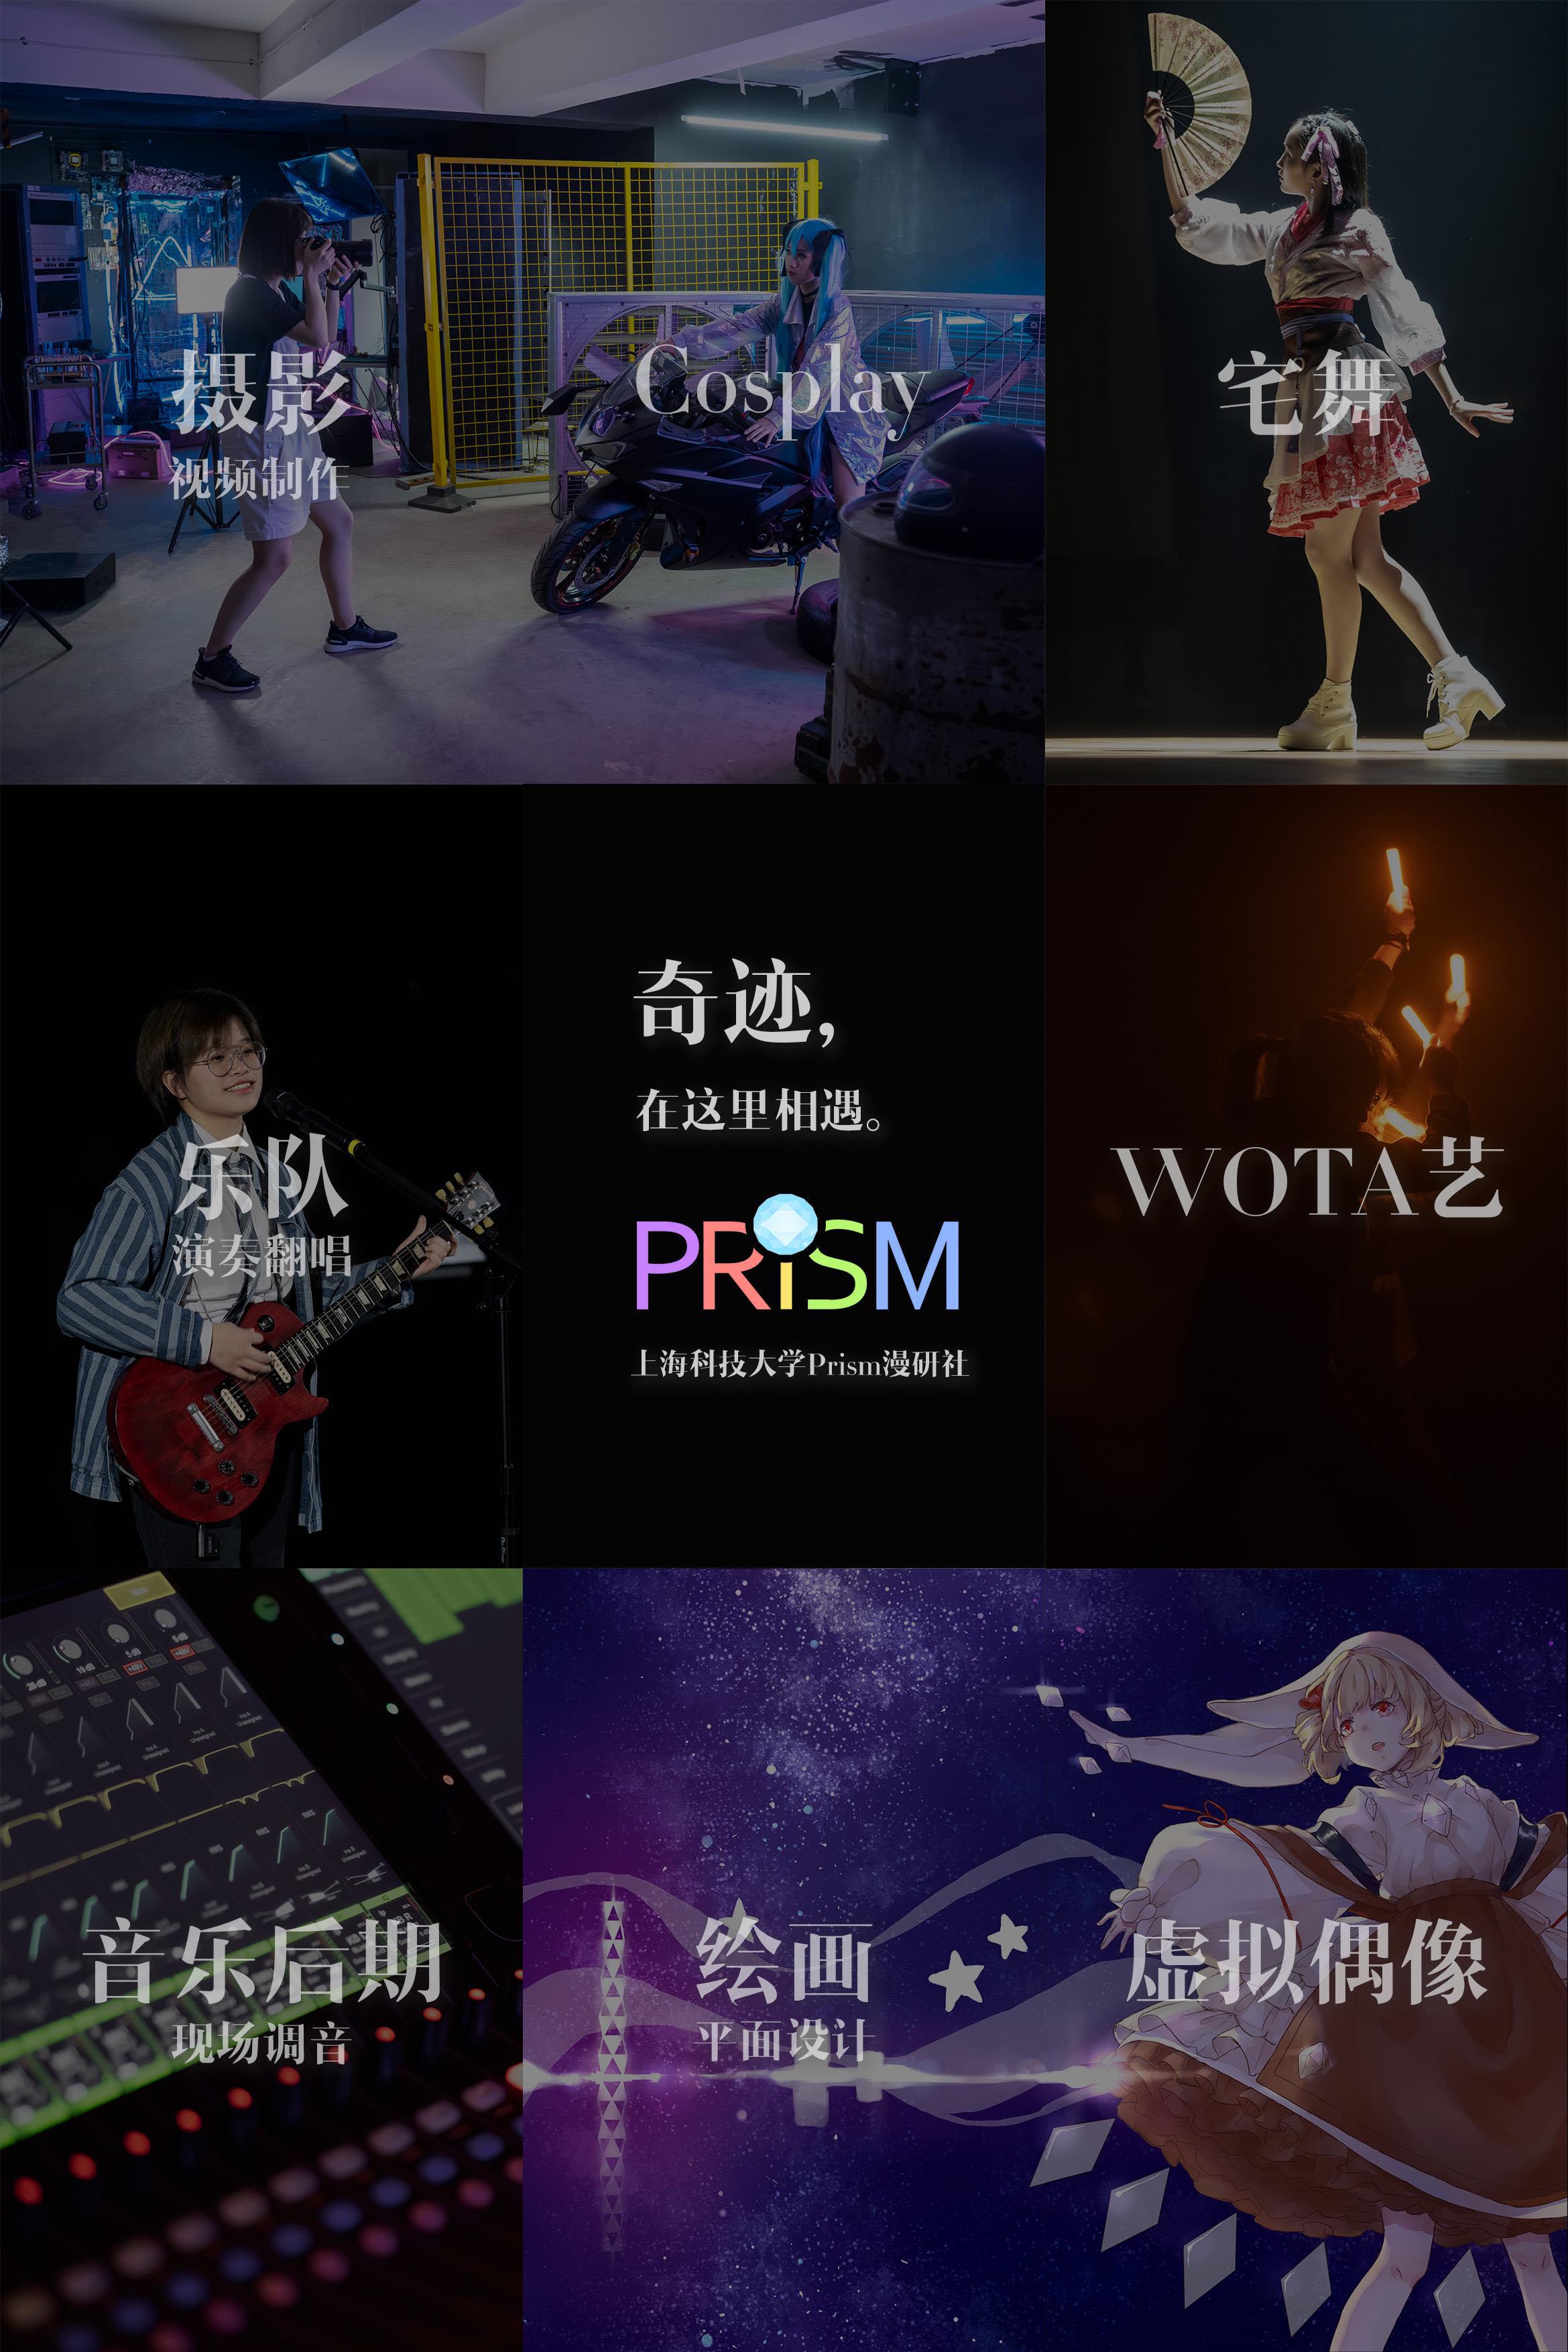 摄影
视频制作
Cosplay
宅舞
乐队
演奏翻唱
奇迹,
在这里相遇。
PRiSM
上海科技大学Prism漫研社
WOTA艺
音乐后期
现场调音
绘画
平面设计
虚拟偶像